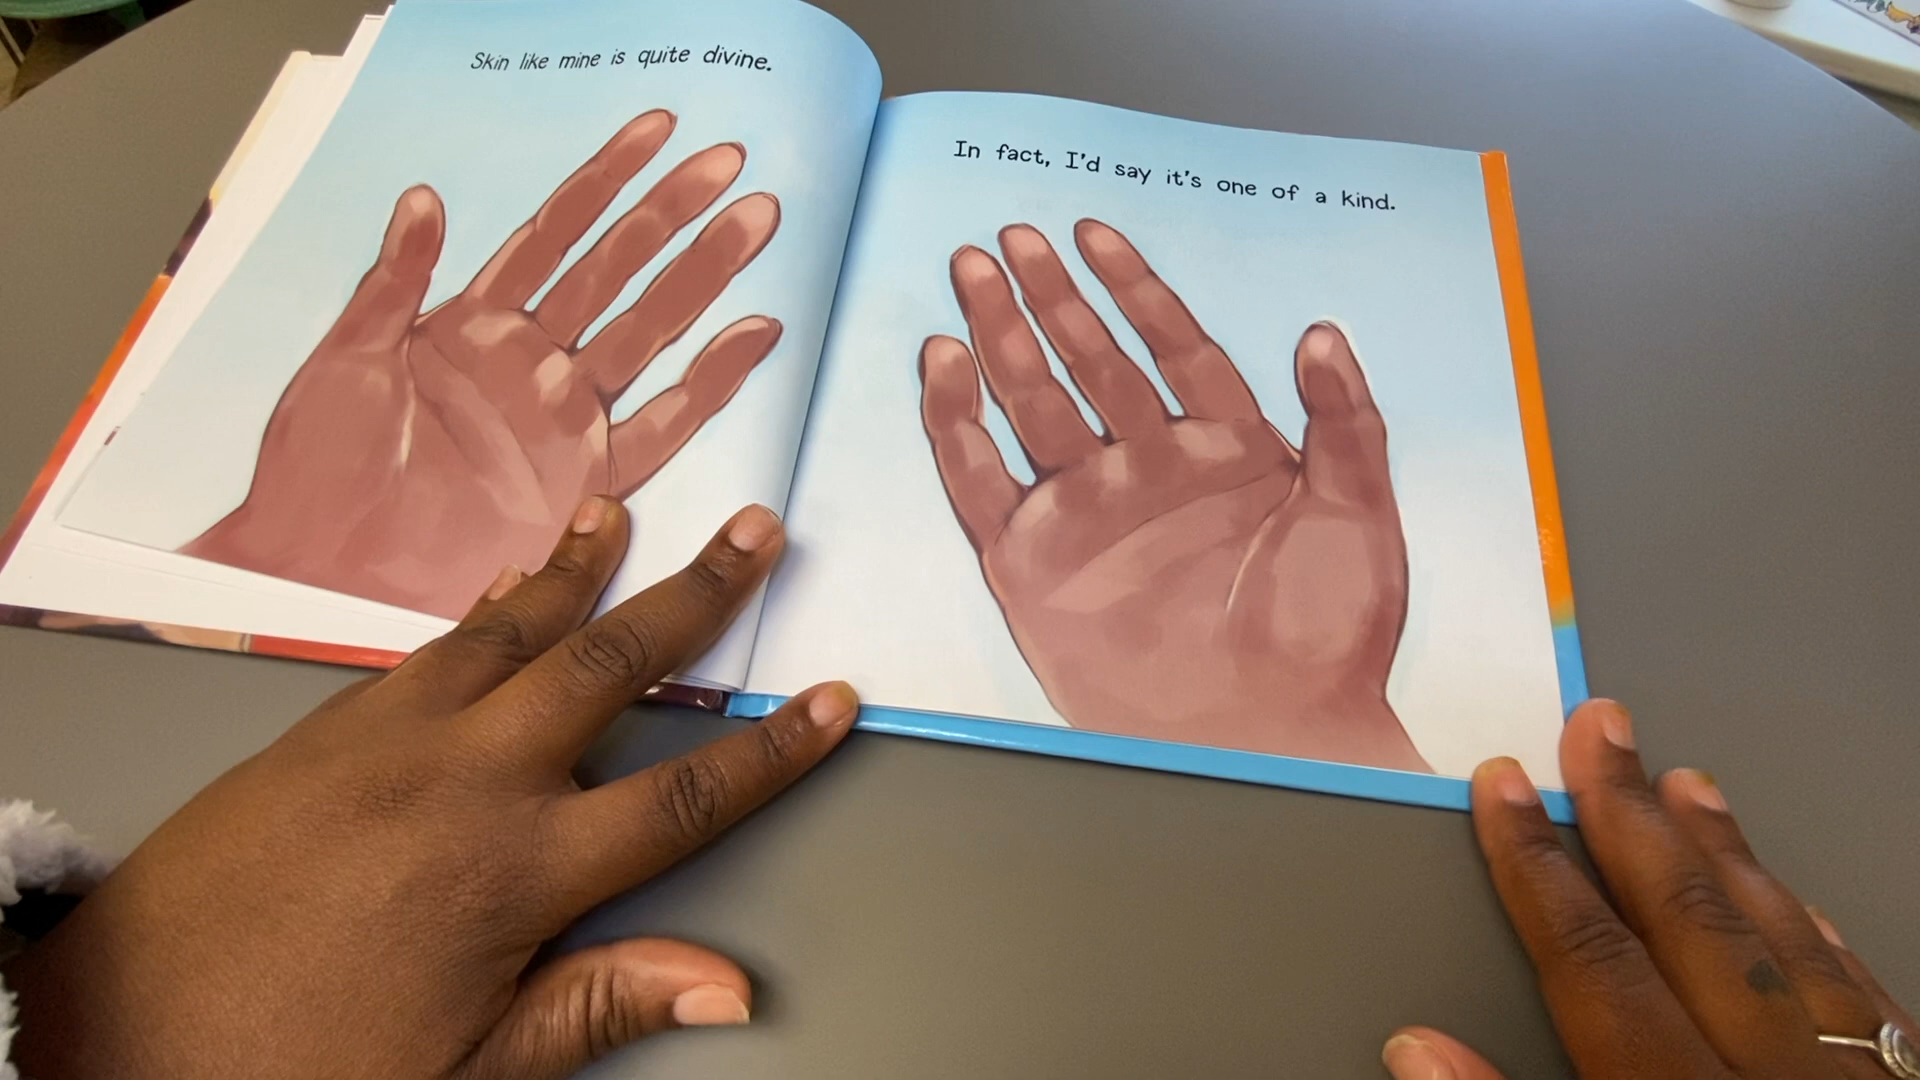 Skin like mine is quite divine.
In fact, I'd say it's one of a kind.